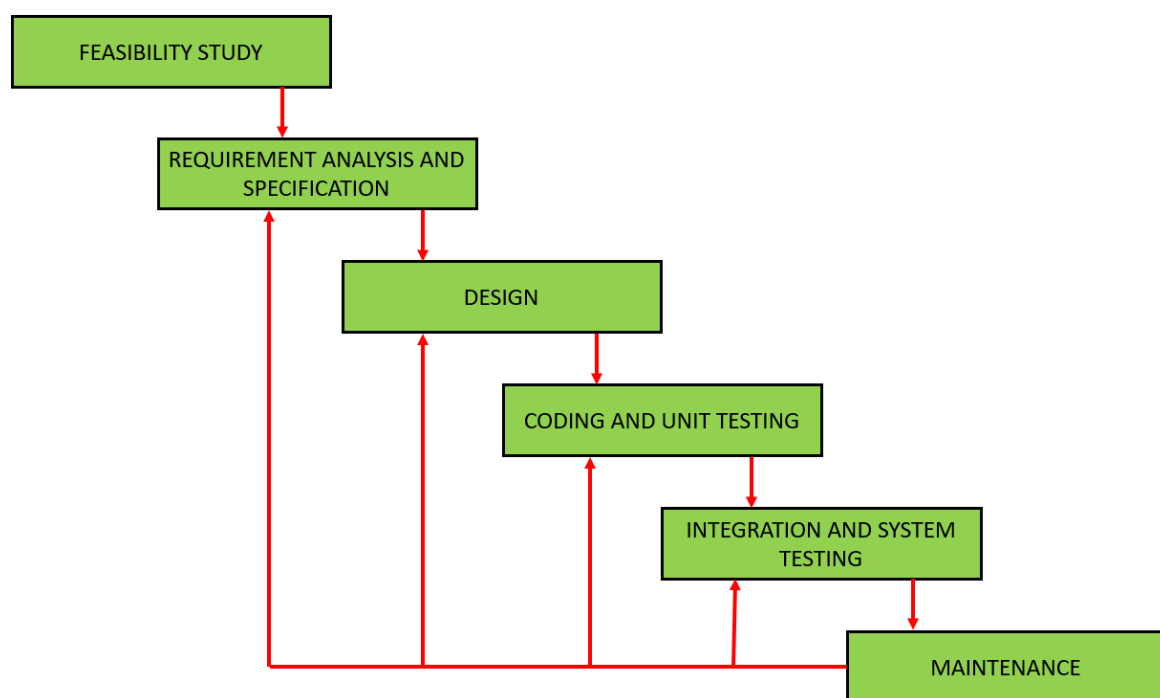 FEASIBILITY STUDY
REQUIREMENT ANALYSIS AND
SPECIFICATION
DESIGN
CODING AND UNIT TESTING
INTEGRATION AND SYSTEM
TESTING
MAINTENANCE